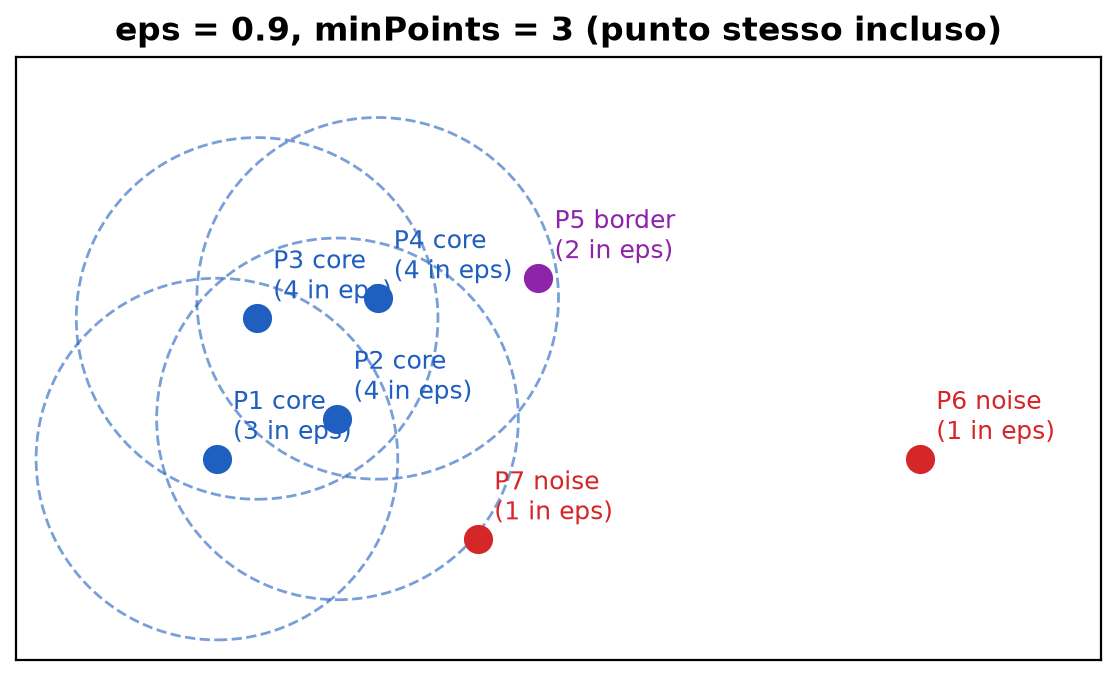 eps = 0.9, minPoints = 3 (punto stesso incluso)
P5 border
(2 in eps)
P4 core
(4 in eps)
P3 core
(4 in eps)
P2 core
(4 in eps)
P1 core
(3 in eps)
P6 noise
(1 in eps)
P7 noise
(1 in eps)